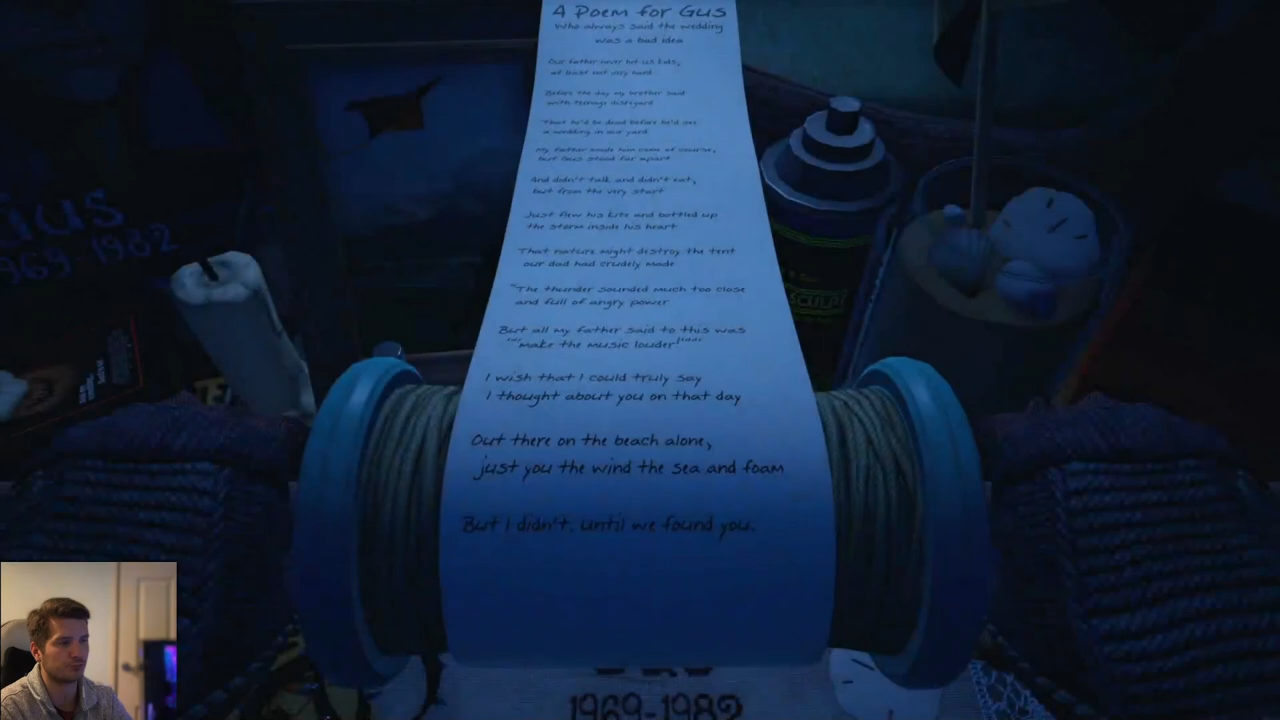 A Poem for Gus
Who always said the wedding
was a bad idea
Our father never hit us kids,
at least not very hard
Before the day my brother said
with teenage disregard
That he'd be dead before he'd see
a wedding in our yard
My father made him come of course,
but Gus stood far apart
And didn't talk and didn't eat,
but from the very start
Just flew his kite and bottled up
the storm inside his heart
That nature might destroy the tent
our dad had crudely made
"The thunder sounded much too close
and full of angry power
But all my father said to this was
"make the music louder!"
I wish that I could truly say
I thought about you on that day
Out there on the beach alone,
just you the wind the sea and foam
But I didn't. Until we found you.
1969-1982
1969-1982